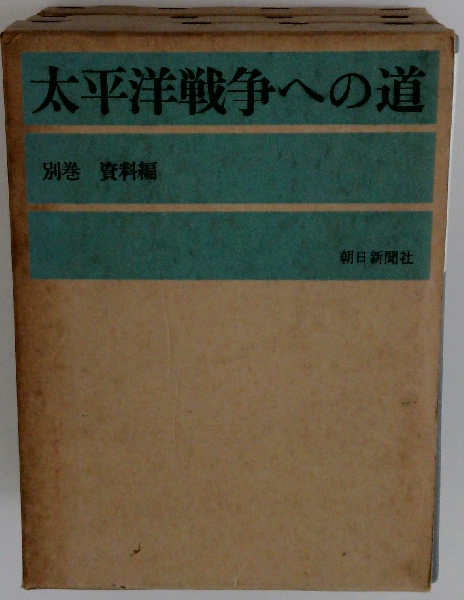 太平洋戦争への道
別巻 資料編
朝日新聞社